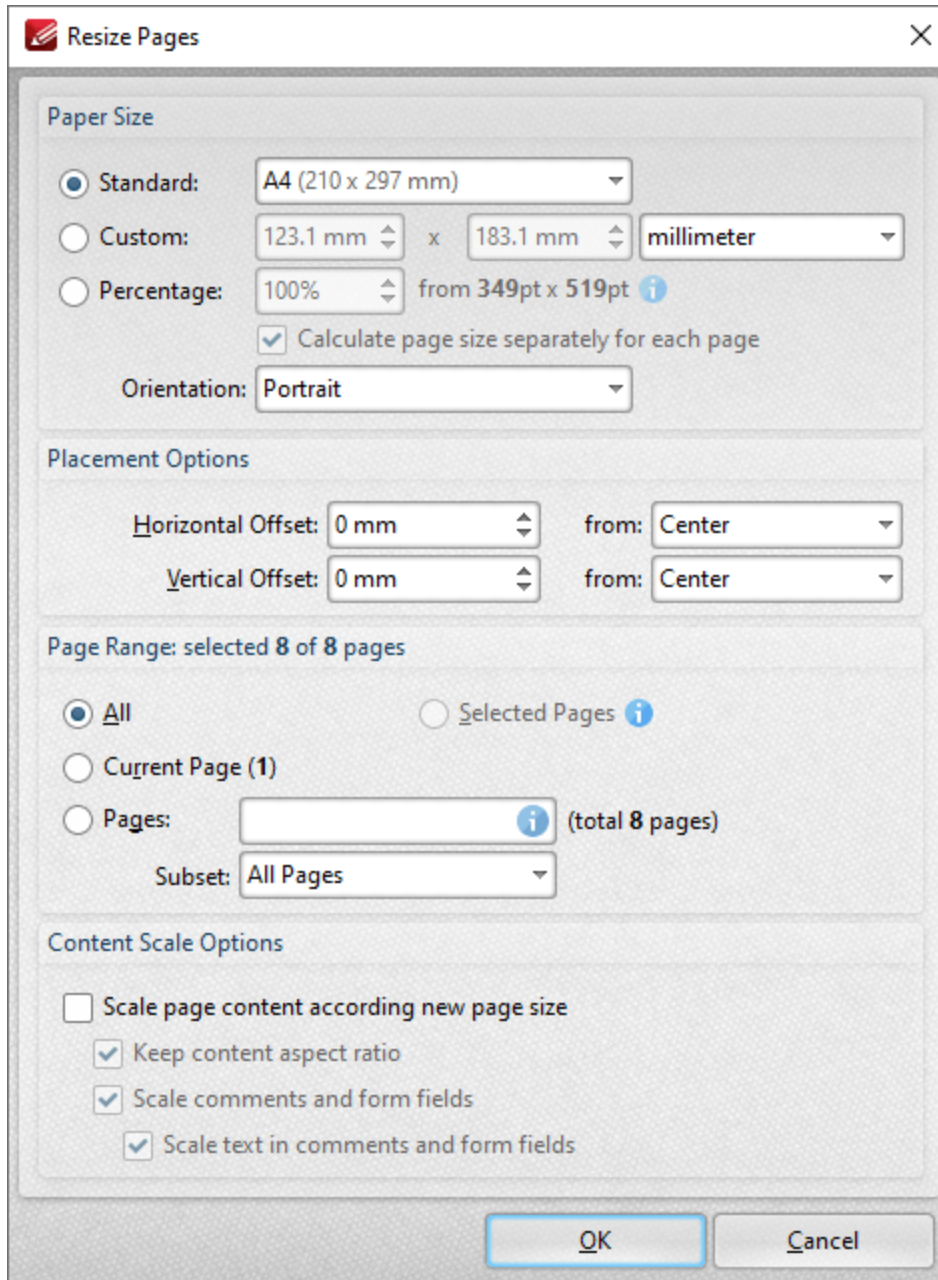 Resize Pages
Paper Size
Standard: A4 (210 x 297 mm)
Custom: 123.1 mm x 183.1 mm millimeter
Percentage: 100% from 349pt x 519pt i
Calculate page size separately for each page
Orientation: Portrait
Placement Options
Horizontal Offset: 0 mm from: Center
Vertical Offset: 0 mm from: Center
Page Range: selected 8 of 8 pages
All Selected Pages i
Current Page (1)
Pages: i (total 8 pages)
Subset: All Pages
Content Scale Options
Scale page content according new page size
Keep content aspect ratio
Scale comments and form fields
Scale text in comments and form fields
OK Cancel